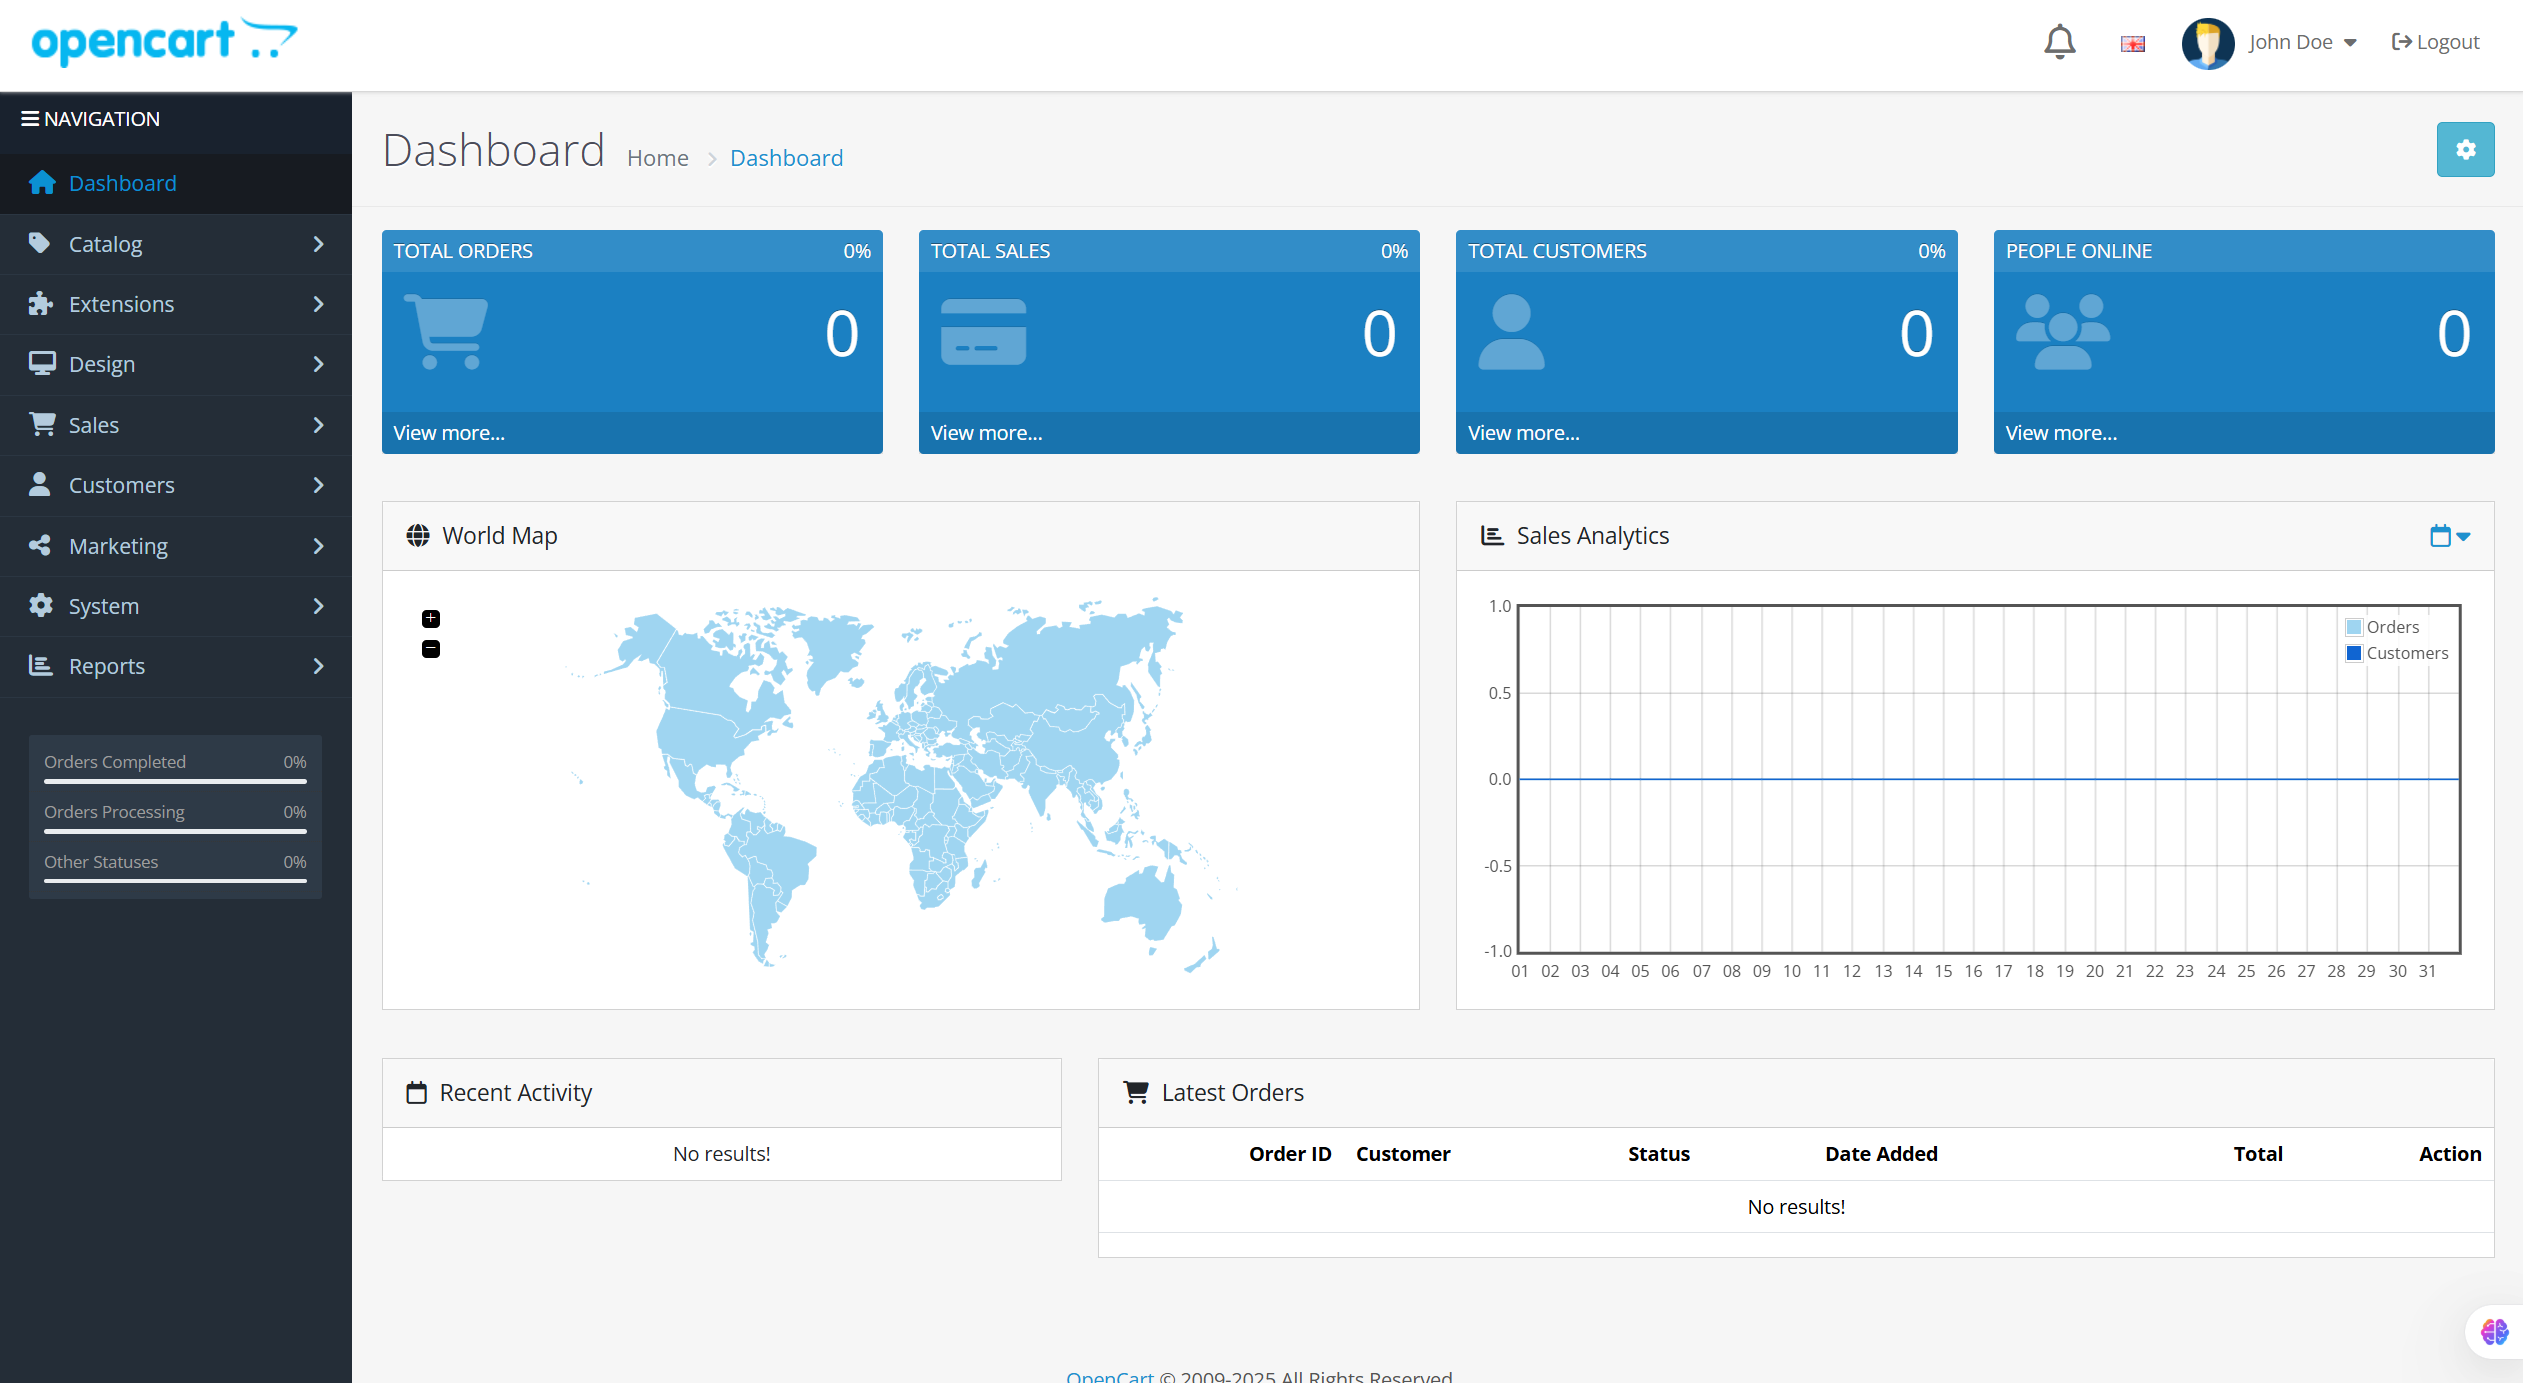 opencart
John Doe
Logout
NAVIGATION
Dashboard
Catalog
Extensions
Design
Sales
Customers
Marketing
System
Reports
Orders Completed 0%
Orders Processing 0%
Other Statuses 0%
Dashboard Home Dashboard
TOTAL ORDERS 0%
0
View more...
TOTAL SALES 0%
0
View more...
TOTAL CUSTOMERS 0%
0
View more...
PEOPLE ONLINE
0
View more...
World Map
+
−
Sales Analytics
1.0
0.5
0.0
-0.5
-1.0
Orders
Customers
01 02 03 04 05 06 07 08 09 10 11 12 13 14 15 16 17 18 19 20 21 22 23 24 25 26 27 28 29 30 31
Recent Activity
No results!
Latest Orders
Order ID Customer Status Date Added Total Action
No results!
OpenCart © 2009-2025 All Rights Reserved.